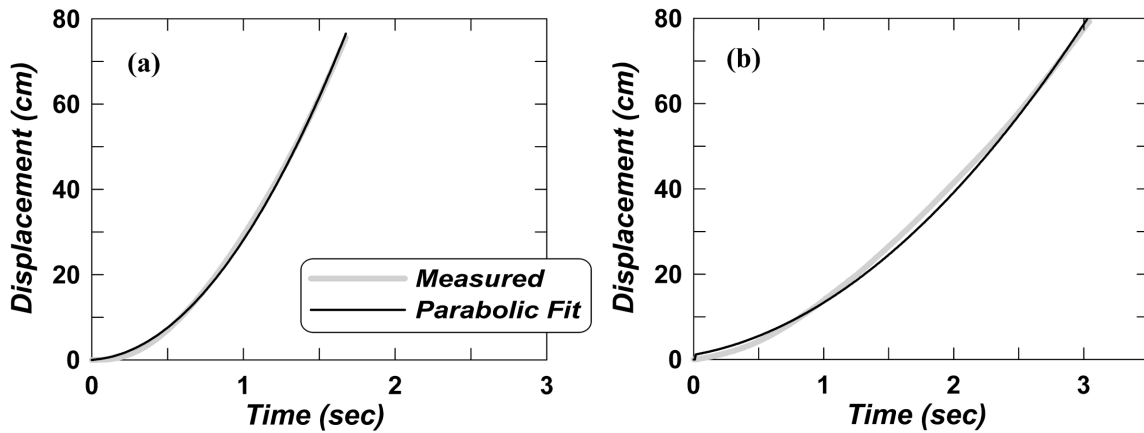 80
60
40
20
0
Displacement (cm)
(a)
Measured
Parabolic Fit
0 1 2 3
Time (sec)
80
60
40
20
0
Displacement (cm)
(b)
0 1 2 3
Time (sec)